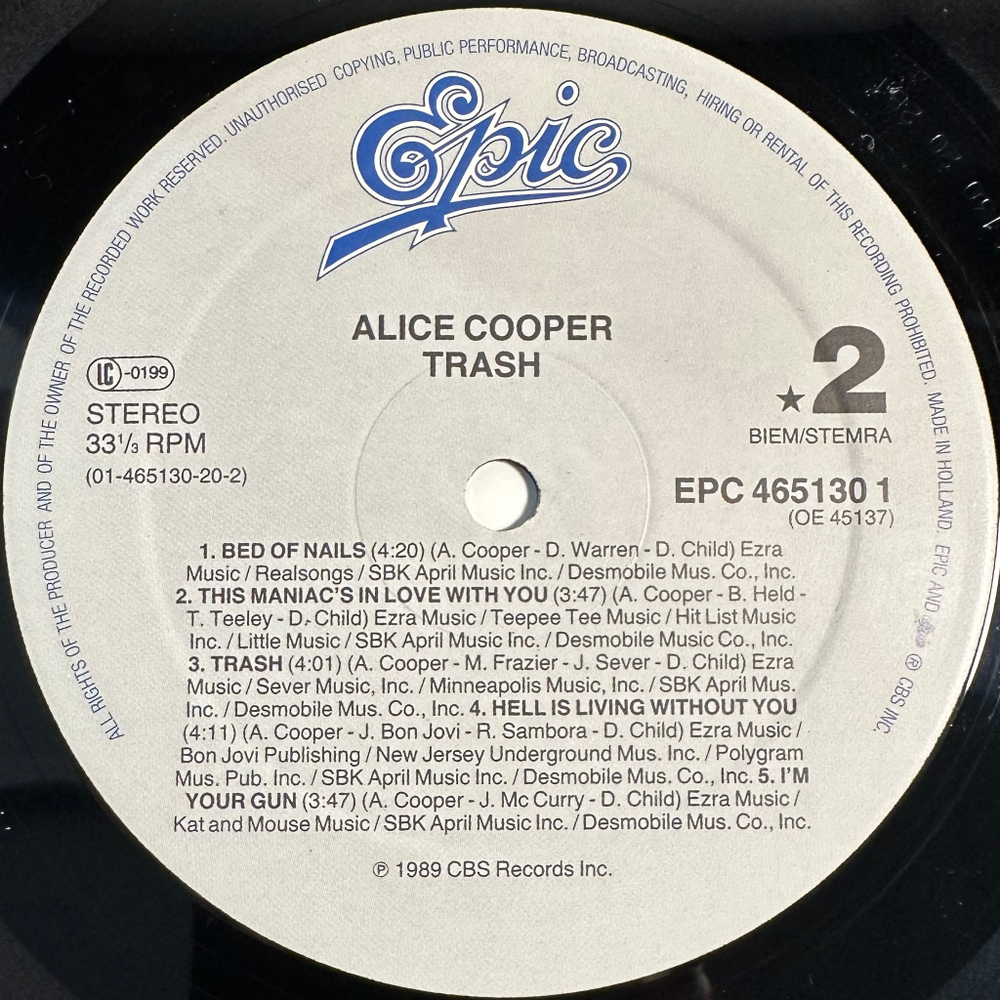 ALL RIGHTS OF THE PRODUCER AND OF THE OWNER OF THE RECORDED WORK RESERVED. UNAUTHORISED COPYING, PUBLIC PERFORMANCE, BROADCASTING, HIRING OR RENTAL OF THIS RECORDING PROHIBITED. MADE IN HOLLAND. EPIC AND ℗ CBS INC.
Epic
ALICE COOPER
TRASH
LC-0199
STEREO
33⅓ RPM
(01-465130-20-2)
★2
BIEM/STEMRA
EPC 465130 1
(OE 45137)
1. BED OF NAILS (4:20) (A. Cooper - D. Warren - D. Child) Ezra
Music / Realsongs / SBK April Music Inc. / Desmobile Mus. Co., Inc.
2. THIS MANIAC'S IN LOVE WITH YOU (3:47) (A. Cooper - B. Held -
T. Teeley - D. Child) Ezra Music / Teepee Tee Music / Hit List Music
Inc. / Little Music / SBK April Music Inc. / Desmobile Music Co., Inc.
3. TRASH (4:01) (A. Cooper - M. Frazier - J. Sever - D. Child) Ezra
Music / Sever Music, Inc. / Minneapolis Music, Inc. / SBK April Mus.
Inc. / Desmobile Mus. Co., Inc. 4. HELL IS LIVING WITHOUT YOU
(4:11) (A. Cooper - J. Bon Jovi - R. Sambora - D. Child) Ezra Music /
Bon Jovi Publishing / New Jersey Underground Mus. Inc. / Polygram
Mus. Pub. Inc. / SBK April Music Inc. / Desmobile Mus. Co., Inc. 5. I'M
YOUR GUN (3:47) (A. Cooper - J. Mc Curry - D. Child) Ezra Music /
Kat and Mouse Music / SBK April Music Inc. / Desmobile Mus. Co., Inc.
℗ 1989 CBS Records Inc.